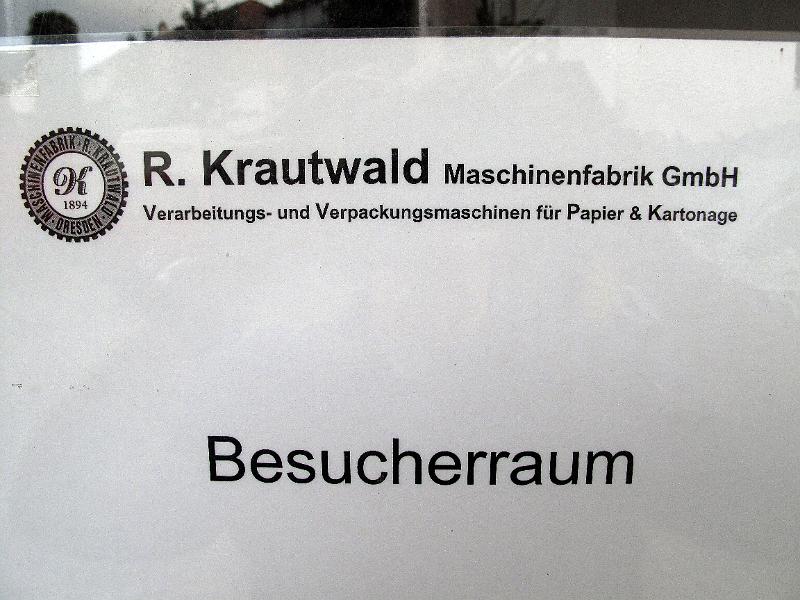 MASCHINENFABRIK · R. KRAUTWALD · DRESDEN ·
K
1894
R. Krautwald Maschinenfabrik GmbH
Verarbeitungs- und Verpackungsmaschinen für Papier & Kartonage
Besucherraum